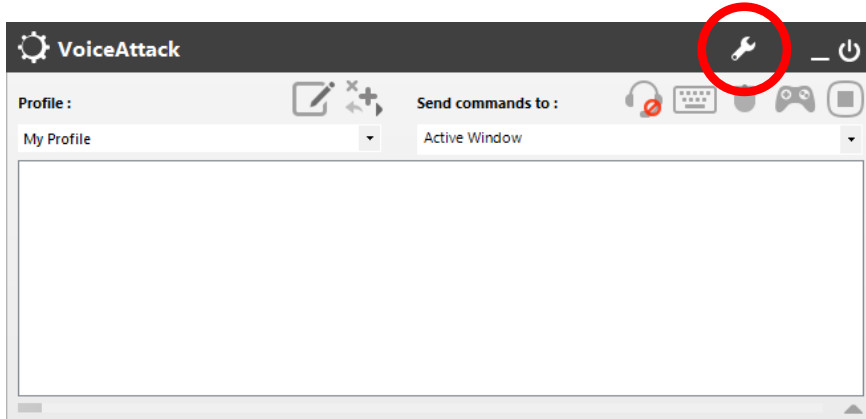 VoiceAttack
Profile :
Send commands to :
My Profile
Active Window